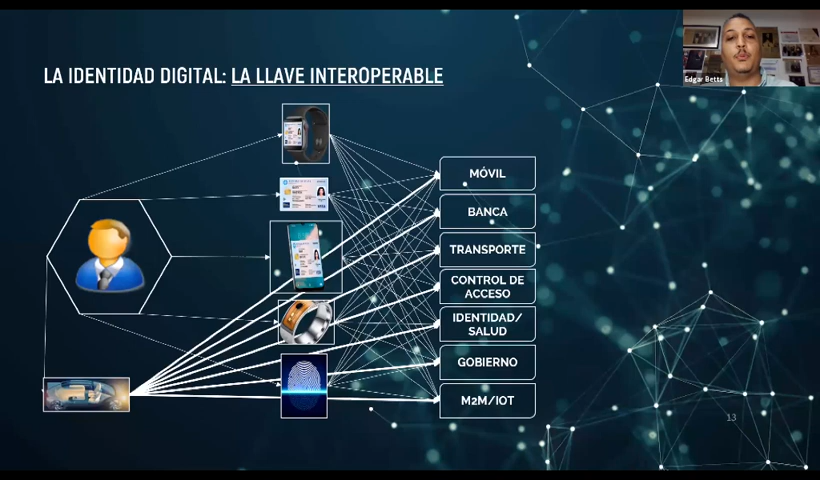 LA IDENTIDAD DIGITAL: LA LLAVE INTEROPERABLE
Edgar Betts
MÓVIL
BANCA
TRANSPORTE
CONTROL DE
ACCESO
IDENTIDAD/
SALUD
GOBIERNO
M2M/IOT
13